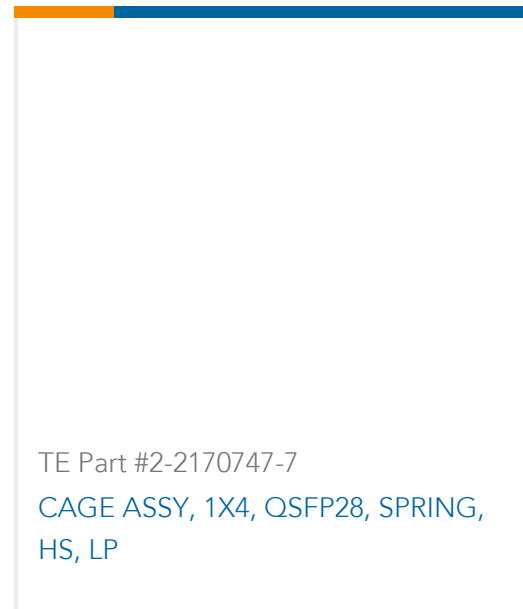 TE Part #2-2170747-7
CAGE ASSY, 1X4, QSFP28, SPRING,
HS, LP